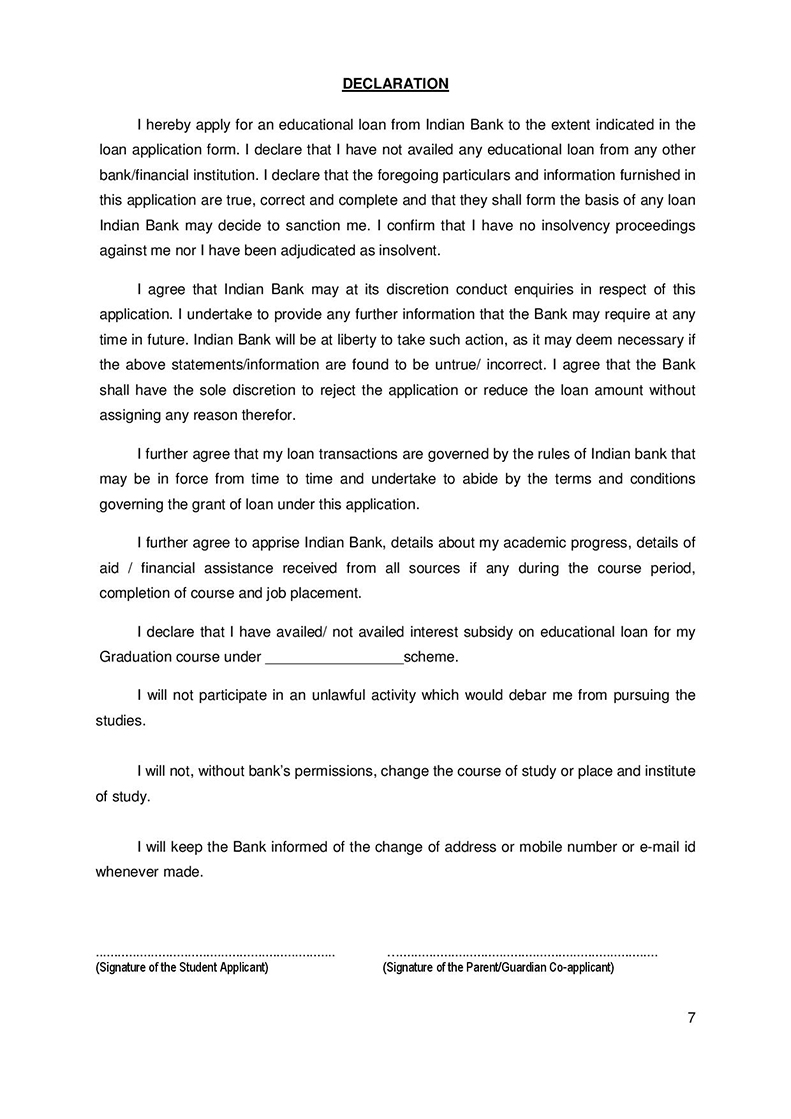 DECLARATION
I hereby apply for an educational loan from Indian Bank to the extent indicated in the
loan application form. I declare that I have not availed any educational loan from any other
bank/financial institution. I declare that the foregoing particulars and information furnished in
this application are true, correct and complete and that they shall form the basis of any loan
Indian Bank may decide to sanction me. I confirm that I have no insolvency proceedings
against me nor I have been adjudicated as insolvent.
I agree that Indian Bank may at its discretion conduct enquiries in respect of this
application. I undertake to provide any further information that the Bank may require at any
time in future. Indian Bank will be at liberty to take such action, as it may deem necessary if
the above statements/information are found to be untrue/ incorrect. I agree that the Bank
shall have the sole discretion to reject the application or reduce the loan amount without
assigning any reason therefor.
I further agree that my loan transactions are governed by the rules of Indian bank that
may be in force from time to time and undertake to abide by the terms and conditions
governing the grant of loan under this application.
I further agree to apprise Indian Bank, details about my academic progress, details of
aid / financial assistance received from all sources if any during the course period,
completion of course and job placement.
I declare that I have availed/ not availed interest subsidy on educational loan for my
Graduation course under _________________scheme.
I will not participate in an unlawful activity which would debar me from pursuing the
studies.
I will not, without bank's permissions, change the course of study or place and institute
of study.
I will keep the Bank informed of the change of address or mobile number or e-mail id
whenever made.
................................................................. .........................................................................
(Signature of the Student Applicant) (Signature of the Parent/Guardian Co-applicant)
7